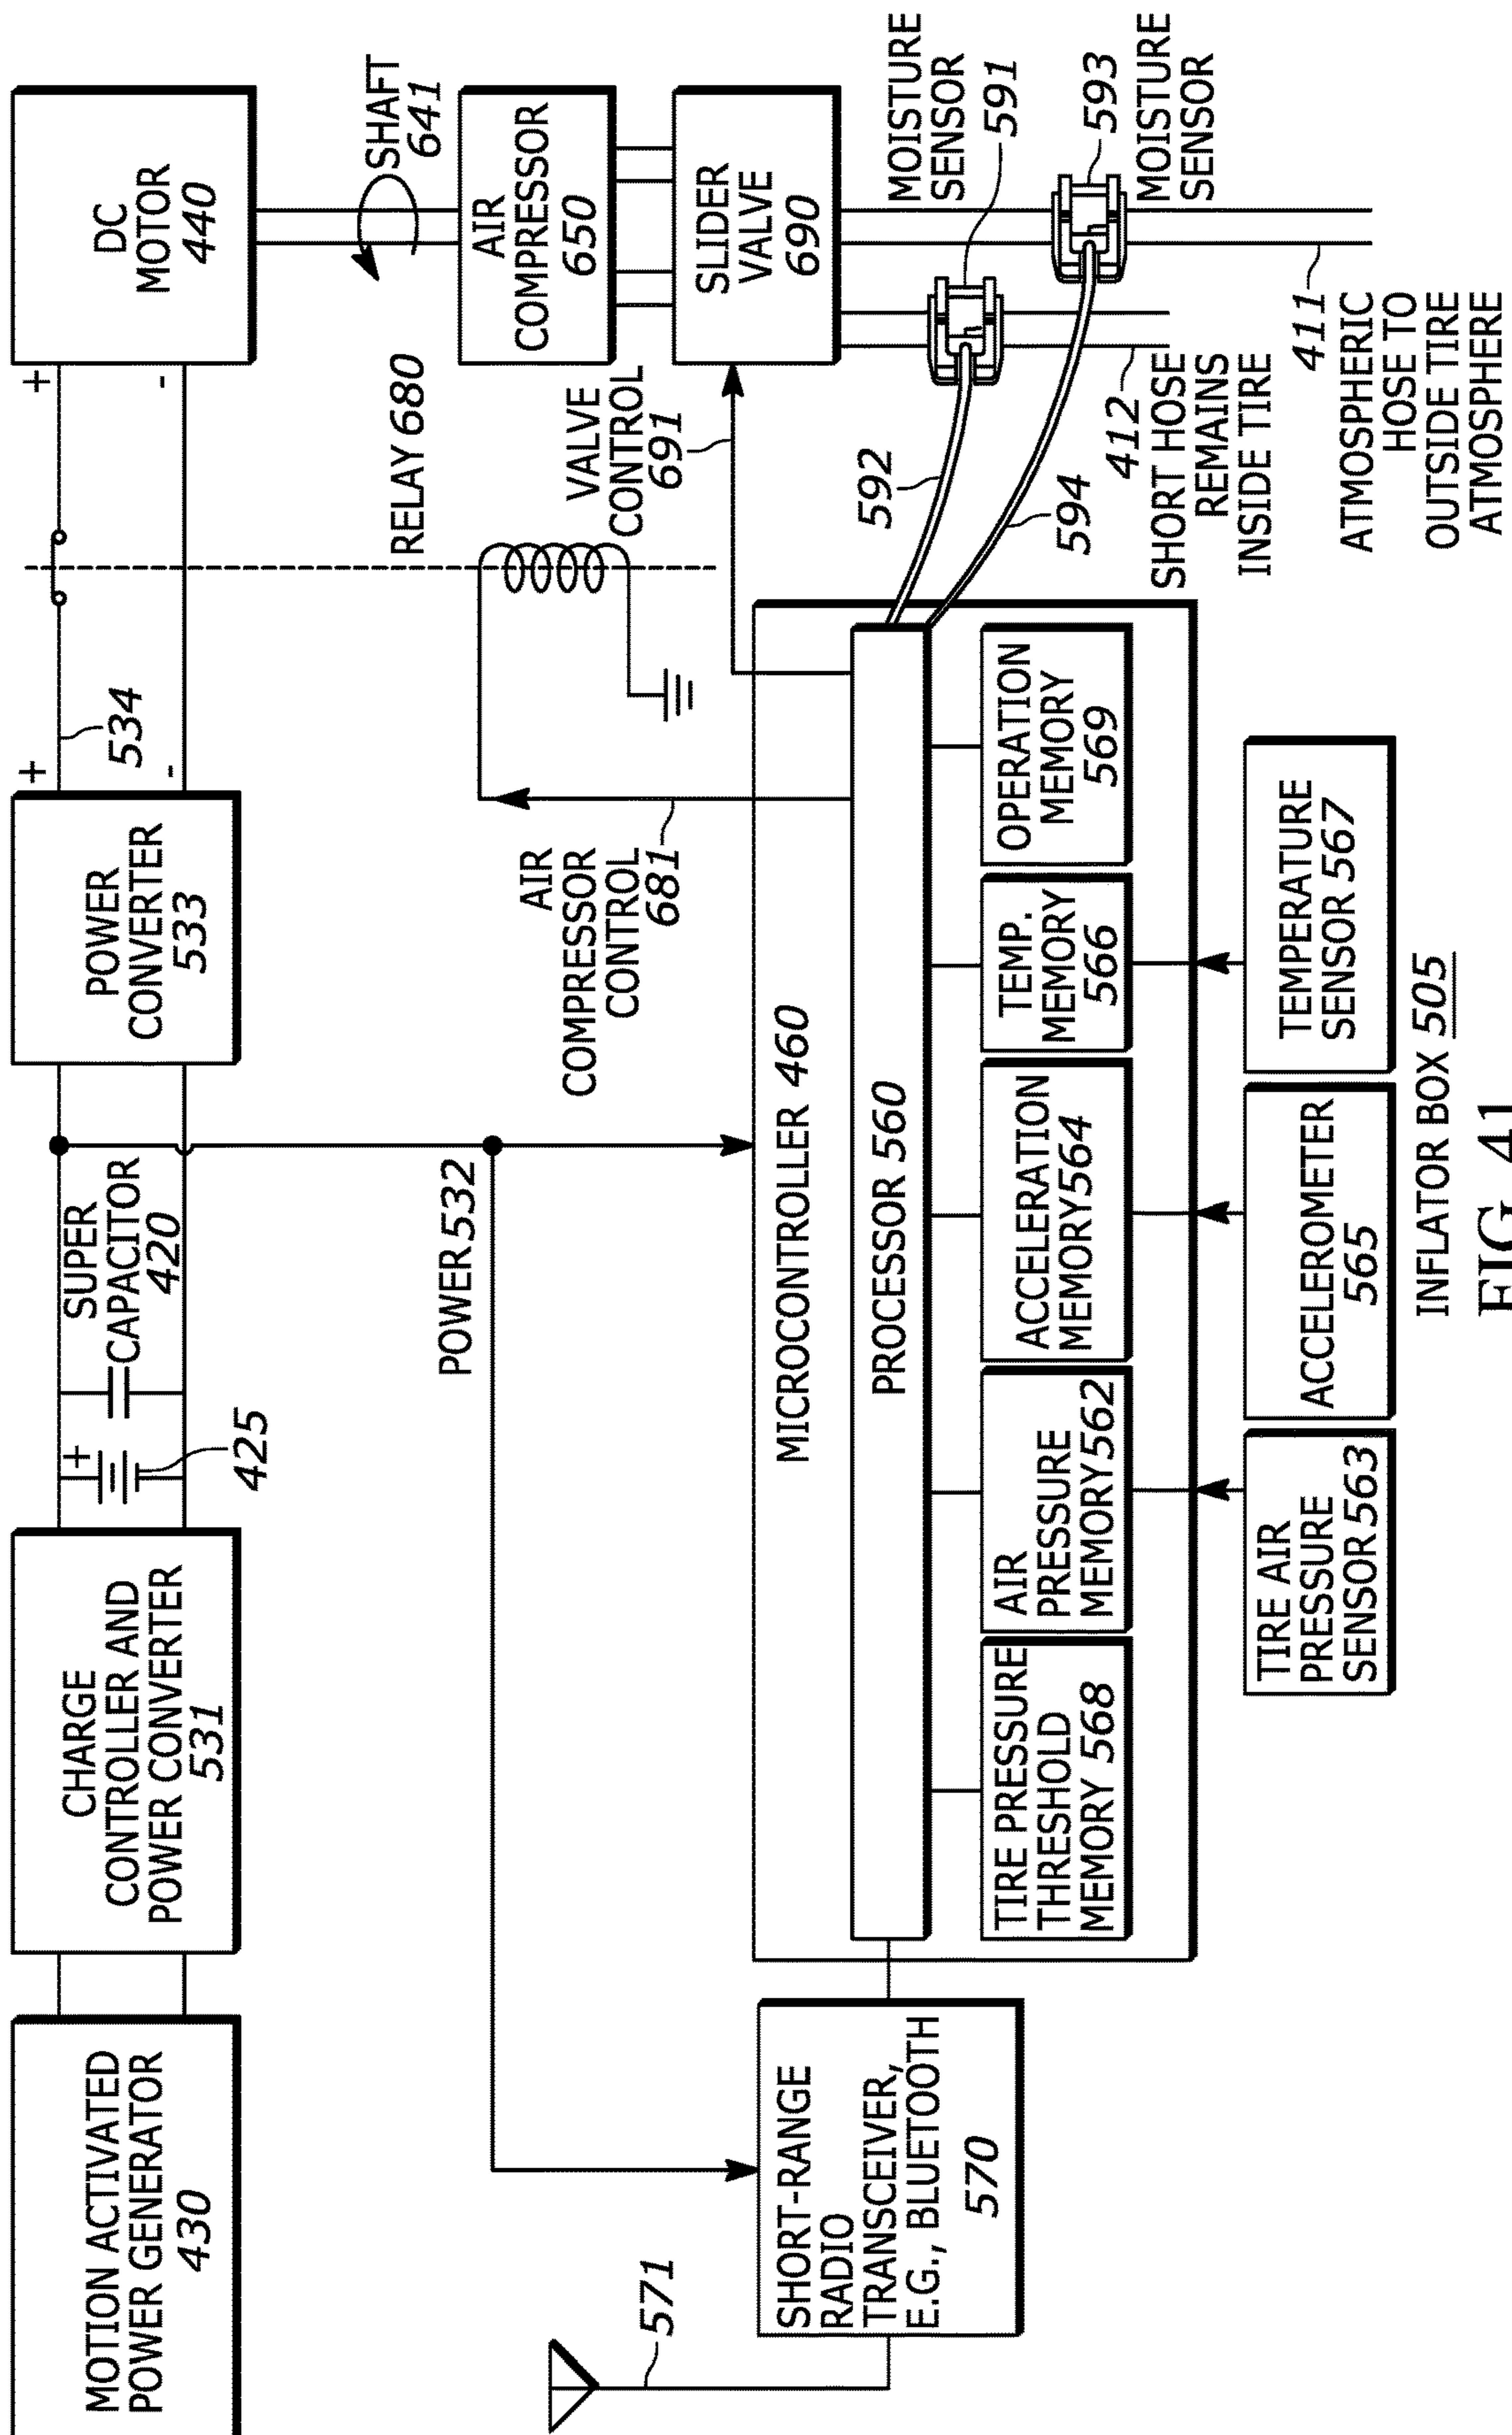 MOTION ACTIVATED
POWER GENERATOR
430
CHARGE
CONTROLLER AND
POWER CONVERTER
531
+
425
SUPER
CAPACITOR
420
POWER
CONVERTER
533
+
-
534
+
-
DC
MOTOR
440
SHAFT
641
RELAY 680
AIR
COMPRESSOR
650
POWER 532
AIR
COMPRESSOR
CONTROL
681
VALVE
CONTROL
691
SLIDER
VALVE
690
571
SHORT-RANGE
RADIO
TRANSCEIVER,
E.G., BLUETOOTH
570
MICROCONTROLLER 460
PROCESSOR 560
TIRE PRESSURE
THRESHOLD
MEMORY 568
AIR
PRESSURE
MEMORY 562
ACCELERATION
MEMORY 564
TEMP.
MEMORY
566
OPERATION
MEMORY
569
592
594
MOISTURE
SENSOR
591
593
MOISTURE
SENSOR
412
SHORT HOSE
REMAINS
INSIDE TIRE
411
ATMOSPHERIC
HOSE TO
OUTSIDE TIRE
ATMOSPHERE
TIRE AIR
PRESSURE
SENSOR 563
ACCELEROMETER
565
TEMPERATURE
SENSOR 567
INFLATOR BOX 505
FIG. 41